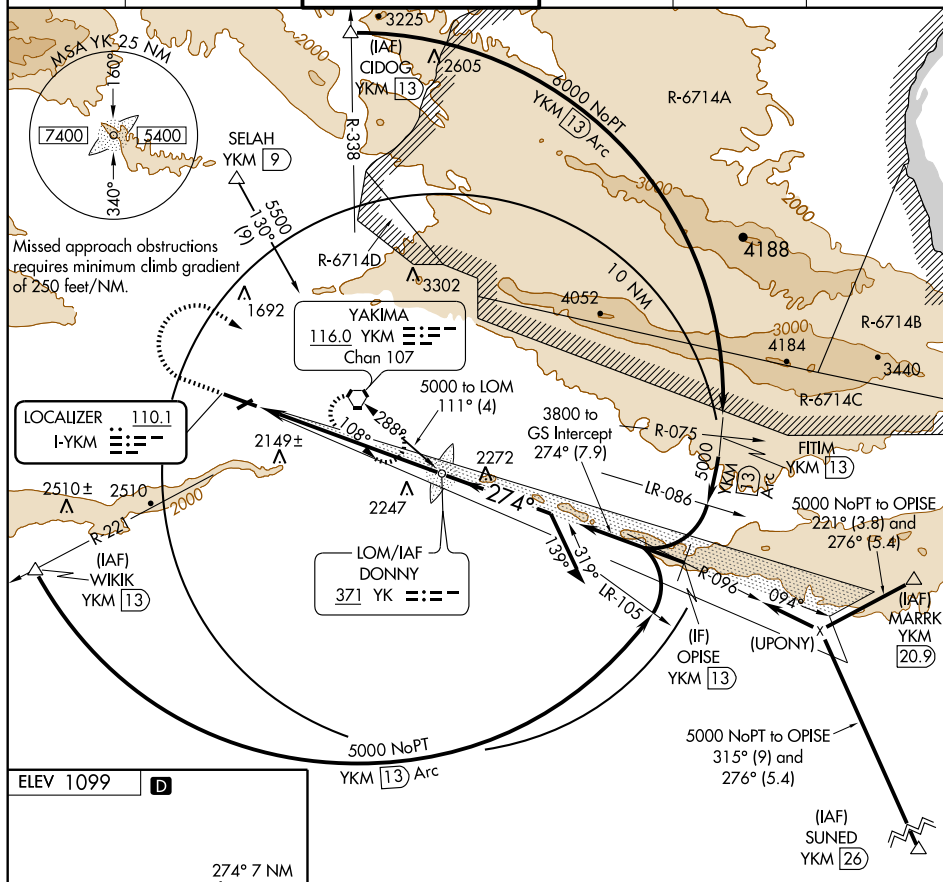 MSA YK 25 NM
160°
7400
5400
340°
Missed approach obstructions
requires minimum climb gradient
of 250 feet/NM.
SELAH
YKM 9
5500
130°
(9)
3225
2000
(IAF)
CIDOG
YKM 13
2605
R-338
6000 NoPT
YKM 13 Arc
R-6714A
3000
2000
4188
R-6714D
3302
10 NM
4052
3000
4184
R-6714B
3440
R-6714C
1692
YAKIMA
116.0 YKM
Chan 107
5000 to LOM
111° (4)
3800 to
GS Intercept
274° (7.9)
R-075
5000
YKM 13 Arc
FITIM
YKM 13
LOCALIZER 110.1
I-YKM
288°
108°
2149±
2272
2247
274°
LR-086
5000 NoPT to OPISE
221° (3.8) and
276° (5.4)
2510±
2510
2000
R-221
(IAF)
WIKIK
YKM 13
LOM/IAF
DONNY
371 YK
139°
319°
LR-105
R-096
094°
(IAF)
MARRK
YKM
20.9
(IF)
OPISE
YKM 13
(UPONY)
X
5000 NoPT
YKM 13 Arc
5000 NoPT to OPISE
315° (9) and
276° (5.4)
(IAF)
SUNED
YKM 26
ELEV 1099 D
274° 7 NM